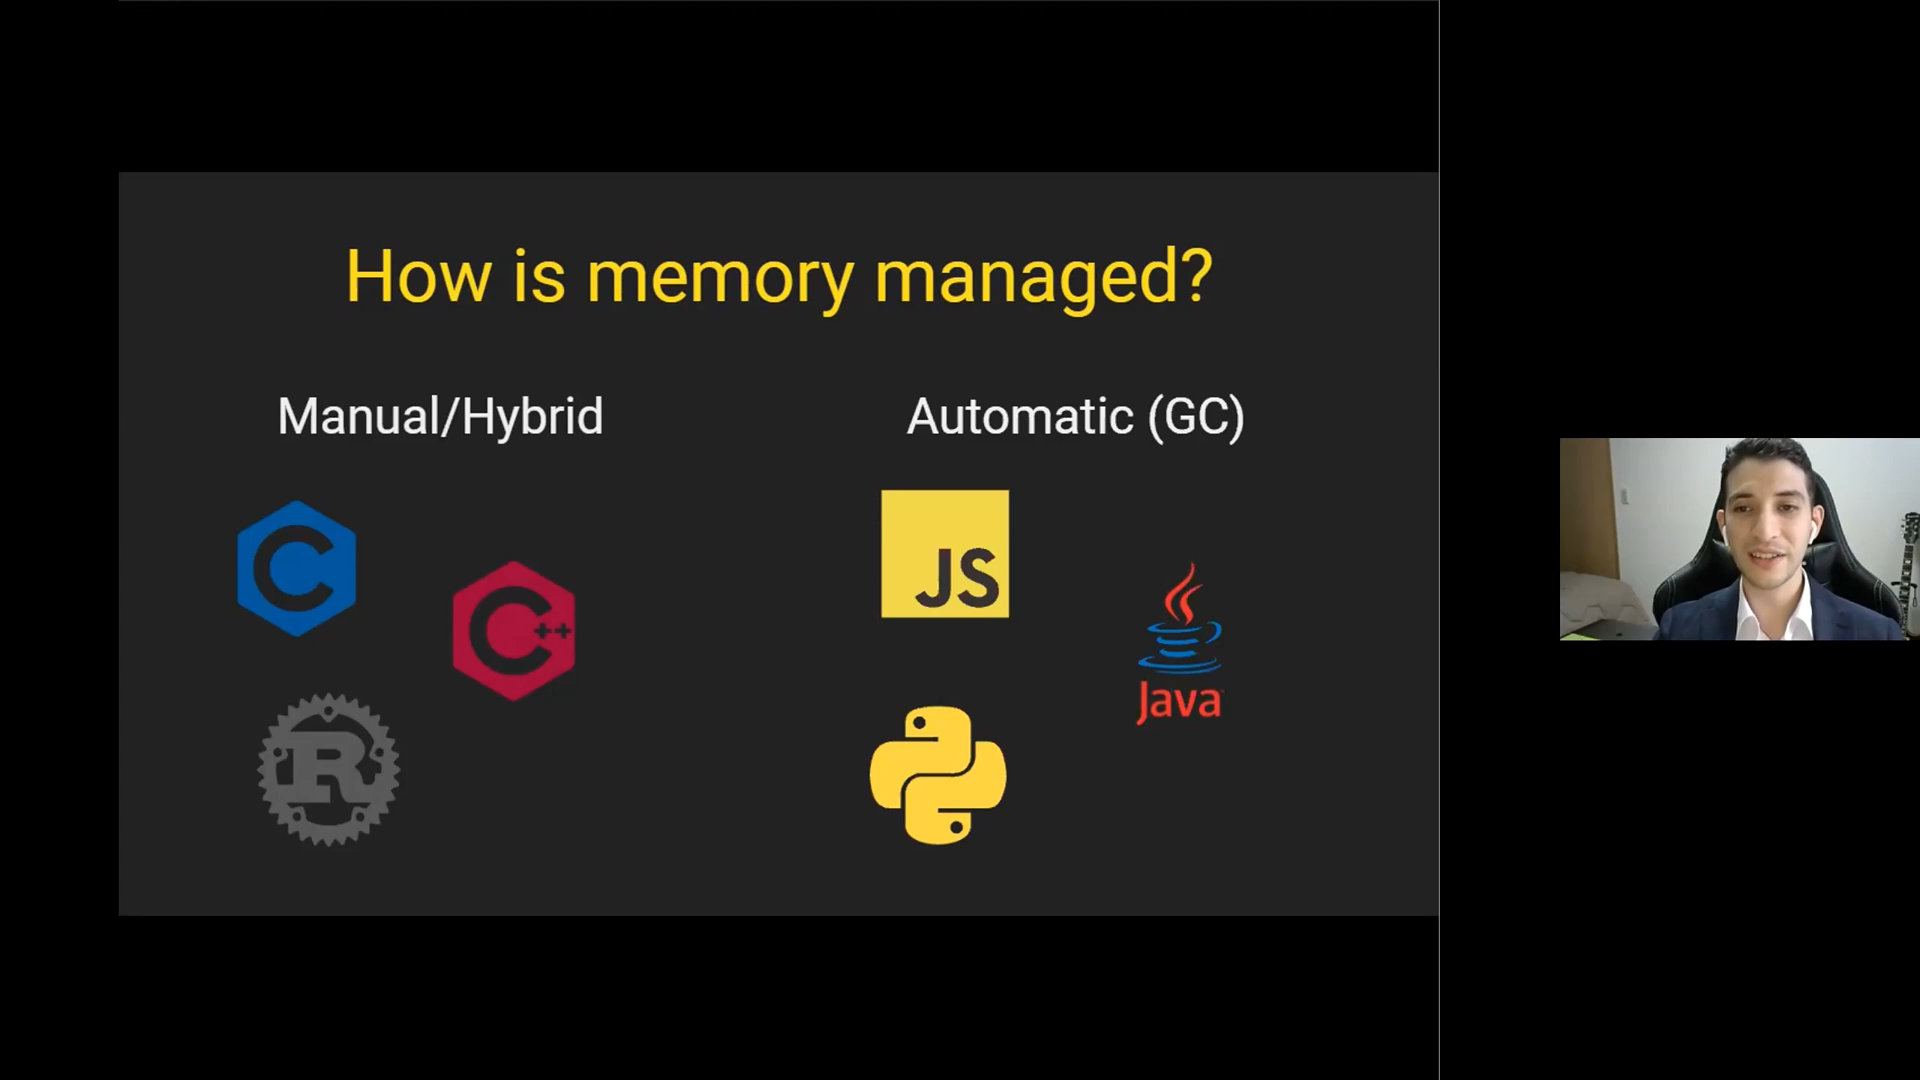 How is memory managed?
Manual/Hybrid
Automatic (GC)
C
C++
R
JS
Java